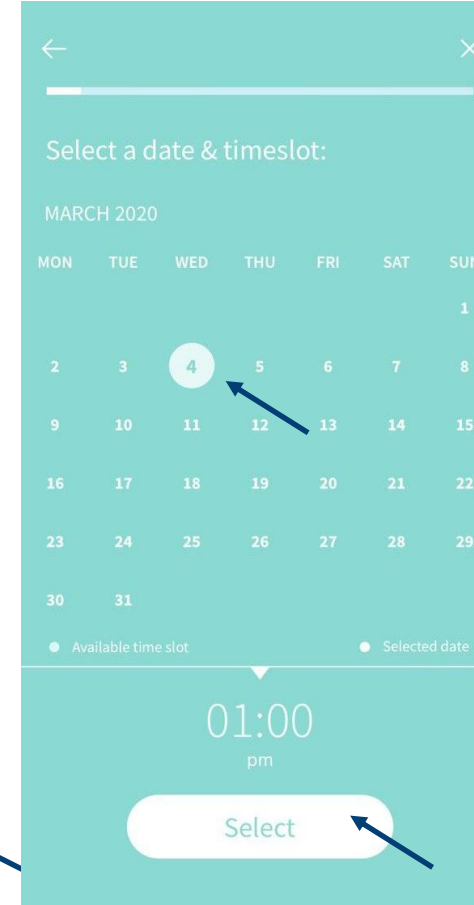 Select a date & timeslot:
MARCH 2020
MON TUE WED THU FRI SAT SUN
1
2 3 4 5 6 7 8
9 10 11 12 13 14 15
16 17 18 19 20 21 22
23 24 25 26 27 28 29
30 31
Available time slot Selected date
01:00
pm
Select